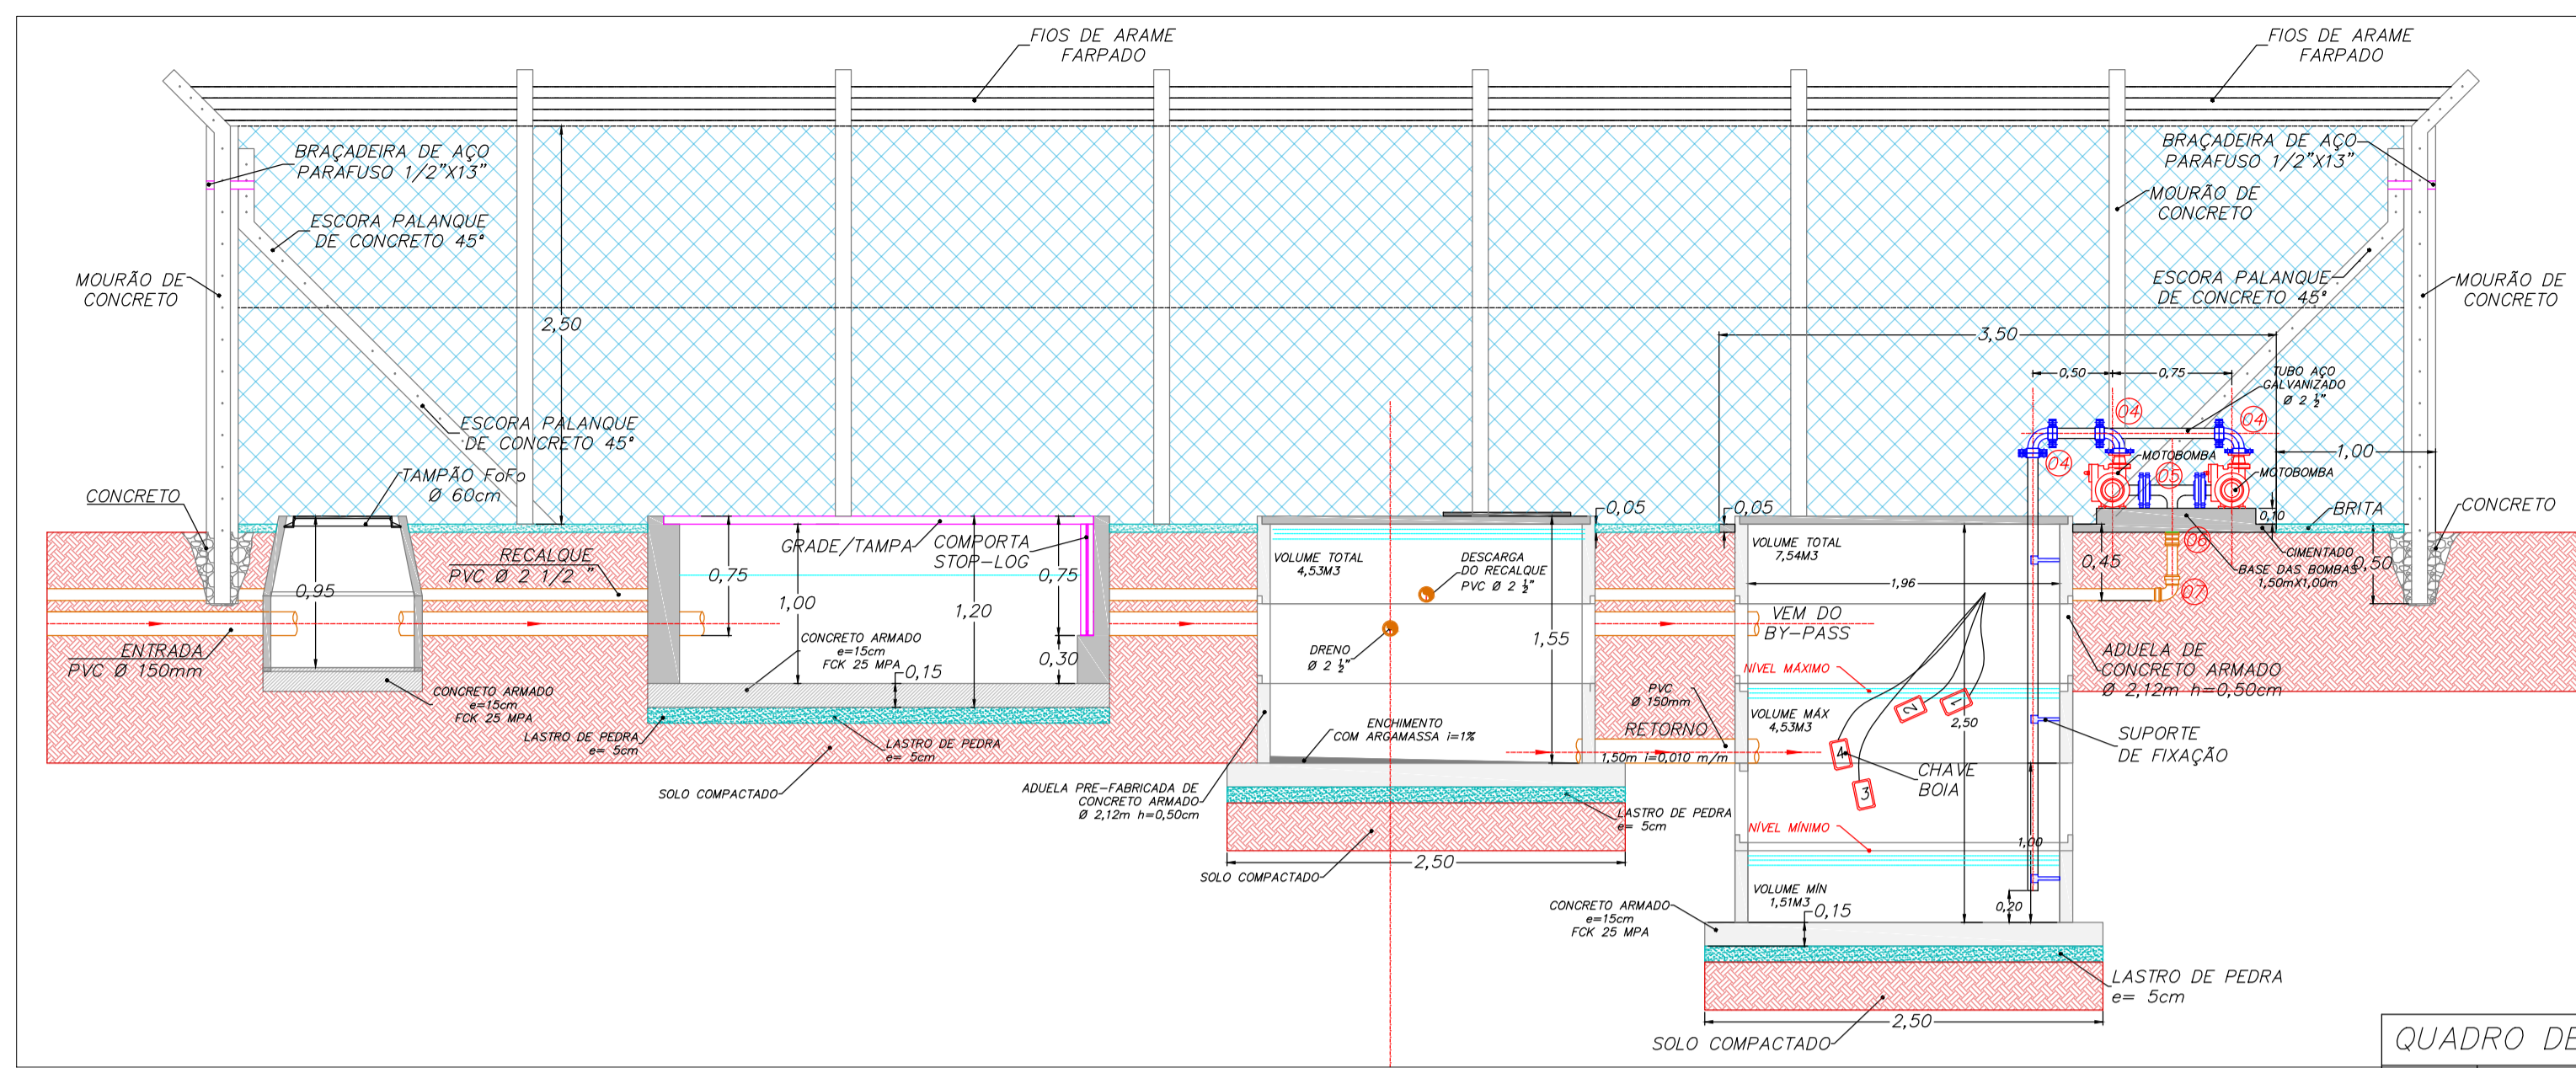 FIOS DE ARAME
FARPADO
FIOS DE ARAME
FARPADO
BRAÇADEIRA DE AÇO
PARAFUSO 1/2"X13"
BRAÇADEIRA DE AÇO
PARAFUSO 1/2"X13"
ESCORA PALANQUE
DE CONCRETO 45°
MOURÃO DE
CONCRETO
MOURÃO DE
CONCRETO
ESCORA PALANQUE
DE CONCRETO 45°
MOURÃO DE
CONCRETO
2,50
3,50
0,50
0,75
TUBO AÇO
GALVANIZADO
Ø 2 ½"
04
04
04
05
06
07
MOTOBOMBA
MOTOBOMBA
1,00
ESCORA PALANQUE
DE CONCRETO 45°
TAMPÃO FoFo
Ø 60cm
CONCRETO
0,95
RECALQUE
PVC Ø 2 1/2 "
ENTRADA
PVC Ø 150mm
CONCRETO ARMADO
e=15cm
FCK 25 MPA
GRADE/TAMPA
COMPORTA
STOP-LOG
0,75
1,00
1,20
0,75
0,30
CONCRETO ARMADO
e=15cm
FCK 25 MPA
0,15
LASTRO DE PEDRA
e= 5cm
LASTRO DE PEDRA
e= 5cm
SOLO COMPACTADO
VOLUME TOTAL
4,53M3
DESCARGA
DO RECALQUE
PVC Ø 2 ½"
DRENO
Ø 2 ½"
1,55
ENCHIMENTO
COM ARGAMASSA i=1%
ADUELA PRE-FABRICADA DE
CONCRETO ARMADO
Ø 2,12m h=0,50cm
LASTRO DE PEDRA
e= 5cm
2,50
SOLO COMPACTADO
0,05
0,05
PVC
Ø 150mm
RETORNO
1,50m i=0,010 m/m
VOLUME TOTAL
7,54M3
1,96
VEM DO
BY-PASS
NÍVEL MÁXIMO
VOLUME MÁX
4,53M3
1
2
3
4
2,50
CHAVE
BOIA
NÍVEL MÍNIMO
1,00
VOLUME MÍN
1,51M3
0,20
0,15
CONCRETO ARMADO
e=15cm
FCK 25 MPA
2,50
SOLO COMPACTADO
LASTRO DE PEDRA
e= 5cm
SUPORTE
DE FIXAÇÃO
ADUELA DE
CONCRETO ARMADO
Ø 2,12m h=0,50cm
0,45
0,10
BRITA
CIMENTADO
BASE DAS BOMBAS
1,50mX1,00m
0,50
CONCRETO
QUADRO DE